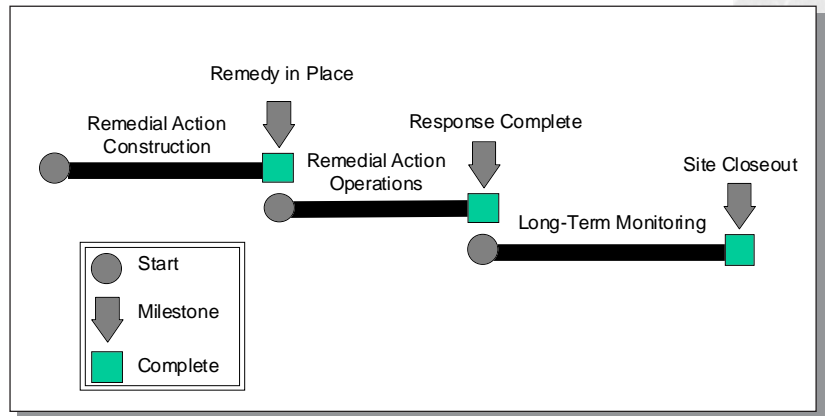 Remedy in Place
Remedial Action
Construction
Response Complete
Remedial Action
Operations
Site Closeout
Long-Term Monitoring
Start
Milestone
Complete